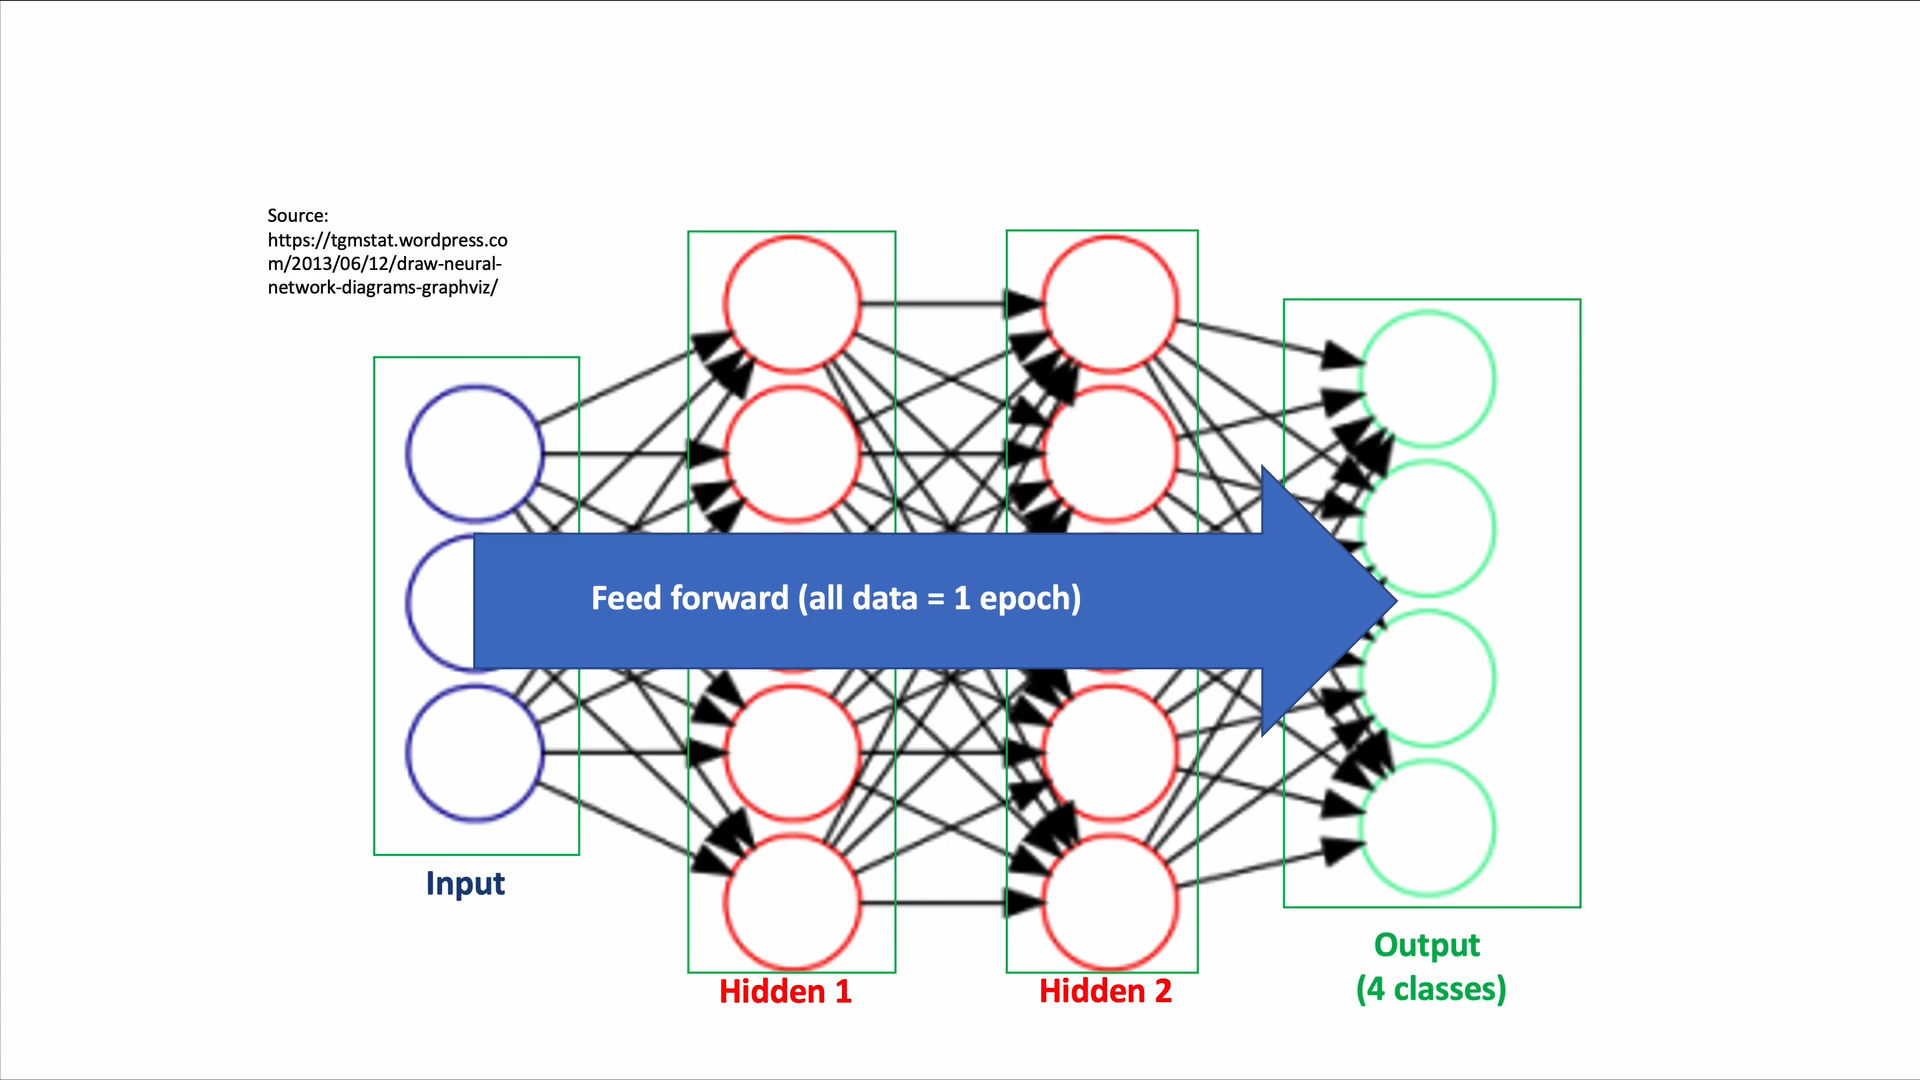 Source:
https://tgmstat.wordpress.co
m/2013/06/12/draw-neural-
network-diagrams-graphviz/
Feed forward (all data = 1 epoch)
Input
Hidden 1
Hidden 2
Output
(4 classes)